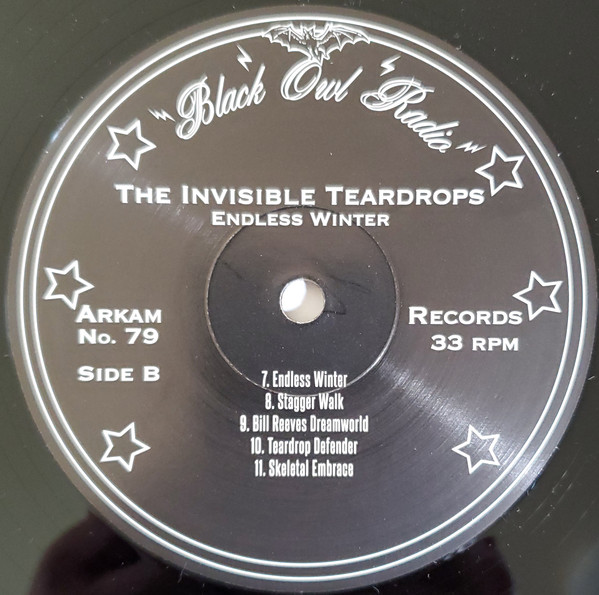 Black Owl Radio
THE INVISIBLE TEARDROPS
ENDLESS WINTER
ARKAM RECORDS
NO. 79 33 RPM
SIDE B
7. Endless Winter
8. Stagger Walk
9. Bill Reeves Dreamworld
10. Teardrop Defender
11. Skeletal Embrace